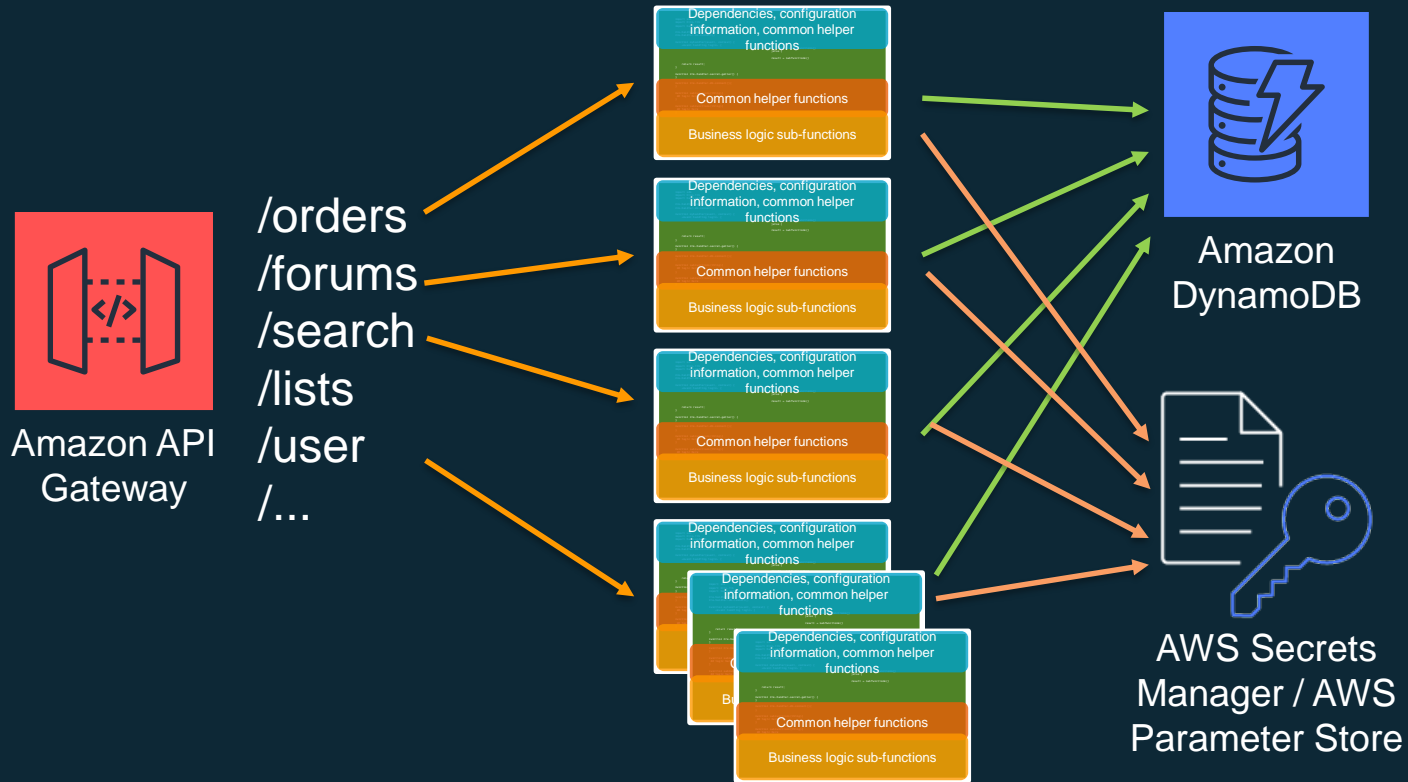 Amazon API
Gateway
/orders
/forums
/search
/lists
/user
/...
Dependencies, configuration
information, common helper
functions
Common helper functions
Business logic sub-functions
Dependencies, configuration
information, common helper
functions
Common helper functions
Business logic sub-functions
Dependencies, configuration
information, common helper
functions
Common helper functions
Business logic sub-functions
Dependencies, configuration
information, common helper
functions
Dependencies, configuration
information, common helper
functions
C
Bu
Dependencies, configuration
information, common helper
functions
Common helper functions
Business logic sub-functions
</>
Amazon
DynamoDB
AWS Secrets
Manager / AWS
Parameter Store